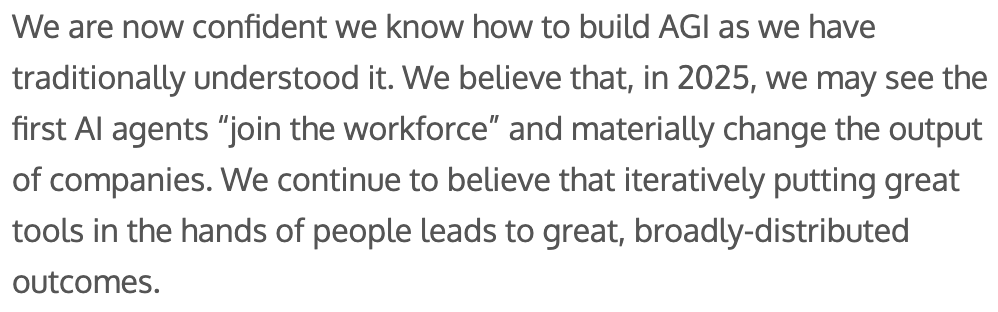 We are now confident we know how to build AGI as we have
traditionally understood it. We believe that, in 2025, we may see the
first AI agents “join the workforce” and materially change the output
of companies. We continue to believe that iteratively putting great
tools in the hands of people leads to great, broadly-distributed
outcomes.